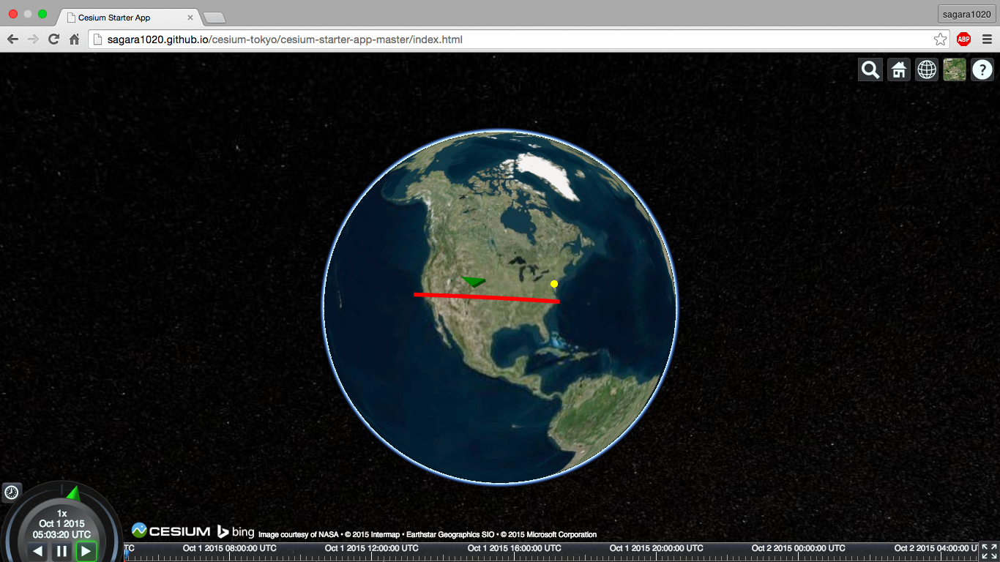 Cesium Starter App
sagara1020
sagara1020.github.io/cesium-tokyo/cesium-starter-app-master/index.html
ABP
?
1x
Oct 1 2015
05:03:20 UTC
CESIUM bing Image courtesy of NASA • © 2015 Intermap • Earthstar Geographics SIO • © 2015 Microsoft Corporation
TC Oct 1 2015 08:00:00 UTC Oct 1 2015 12:00:00 UTC Oct 1 2015 16:00:00 UTC Oct 1 2015 20:00:00 UTC Oct 2 2015 00:00:00 UTC Oct 2 2015 04:00:00 U